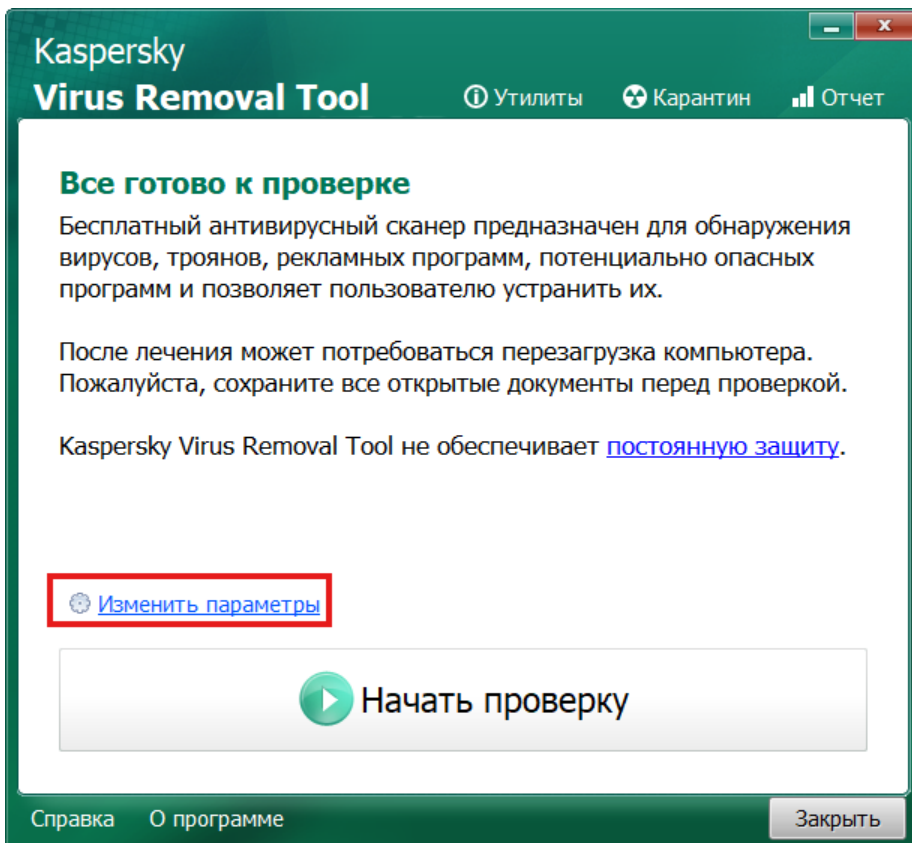 Kaspersky
Virus Removal Tool
Утилиты
Карантин
Отчет
Все готово к проверке
Бесплатный антивирусный сканер предназначен для обнаружения
вирусов, троянов, рекламных программ, потенциально опасных
программ и позволяет пользователю устранить их.
После лечения может потребоваться перезагрузка компьютера.
Пожалуйста, сохраните все открытые документы перед проверкой.
Kaspersky Virus Removal Tool не обеспечивает постоянную защиту.
Изменить параметры
Начать проверку
Справка
О программе
Закрыть